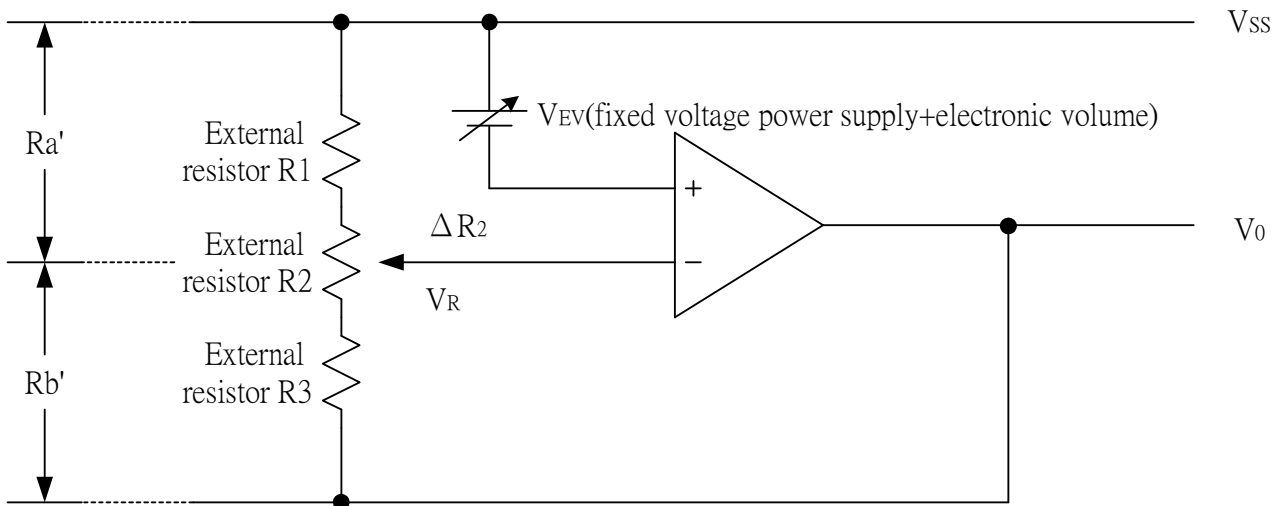 VSS
VEV(fixed voltage power supply+electronic volume)
Ra'
External
resistor R1
+
ΔR2
External
resistor R2
V0
−
VR
External
resistor R3
Rb'